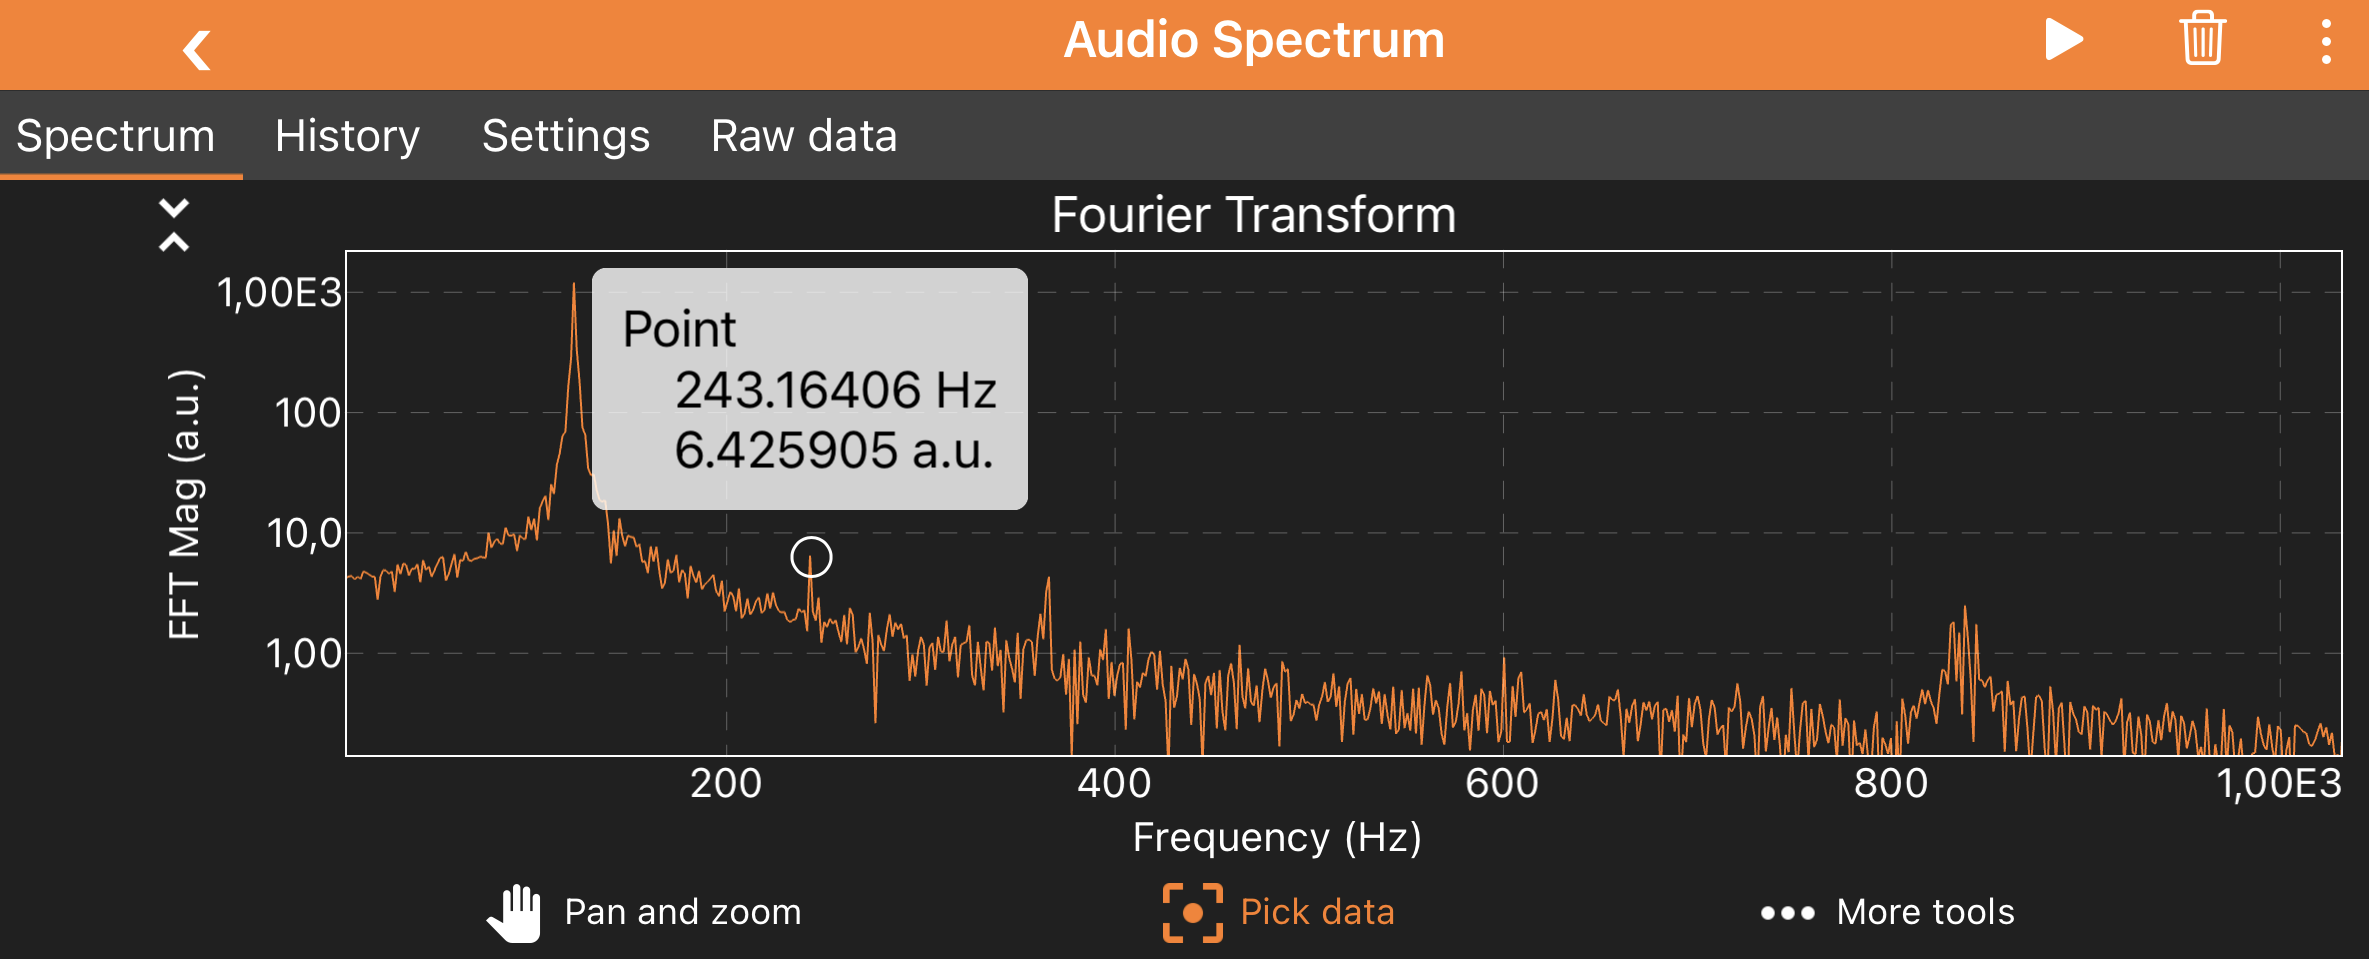 Audio Spectrum
Spectrum History Settings Raw data
Fourier Transform
1,00E3
100
10,0
1,00
FFT Mag (a.u.)
Point
243.16406 Hz
6.425905 a.u.
200 400 600 800 1,00E3
Frequency (Hz)
Pan and zoom Pick data More tools